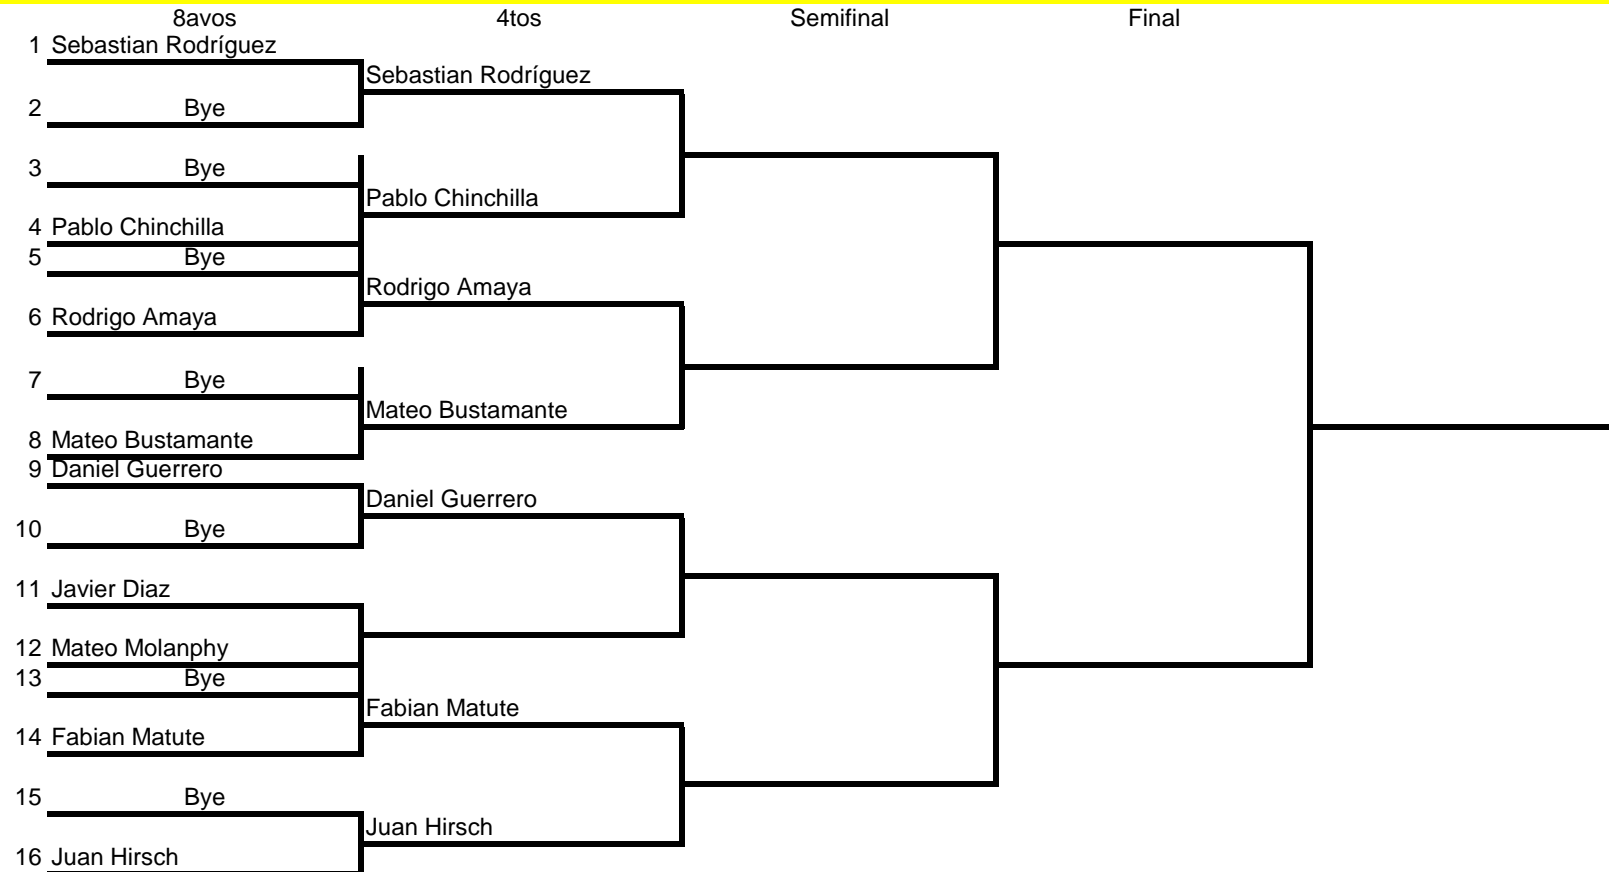 8avos 4tos Semifinal Final
1 Sebastian Rodríguez
Sebastian Rodríguez
2 Bye
3 Bye
Pablo Chinchilla
4 Pablo Chinchilla
5 Bye
Rodrigo Amaya
6 Rodrigo Amaya
7 Bye
Mateo Bustamante
8 Mateo Bustamante
9 Daniel Guerrero
Daniel Guerrero
10 Bye
11 Javier Diaz
12 Mateo Molanphy
13 Bye
Fabian Matute
14 Fabian Matute
15 Bye
Juan Hirsch
16 Juan Hirsch